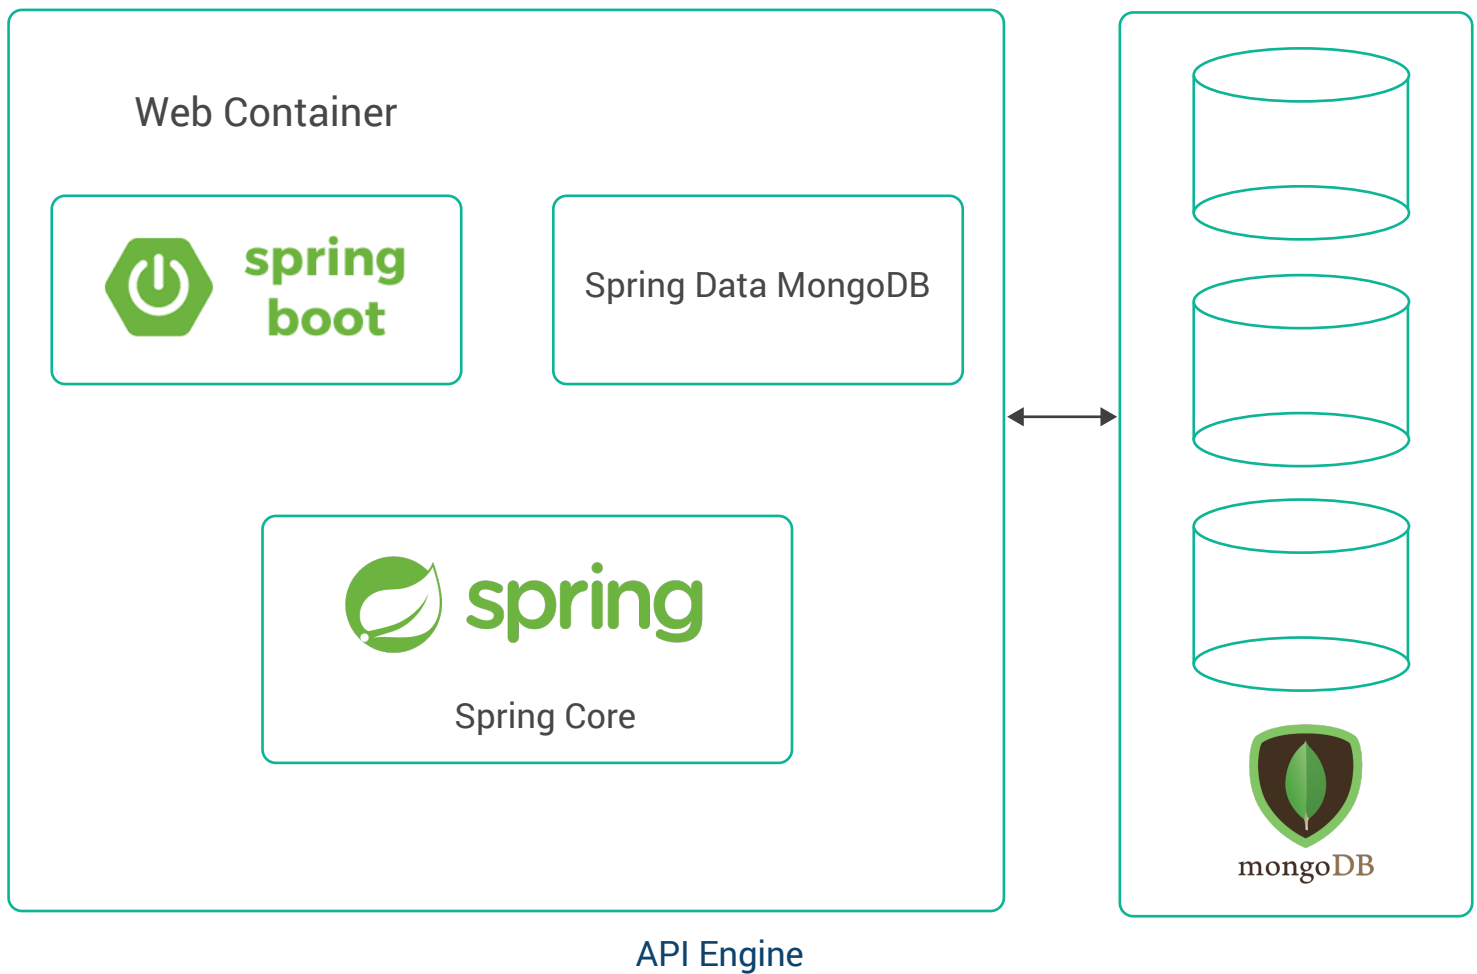 Web Container
spring
boot
Spring Data MongoDB
spring
Spring Core
mongoDB
API Engine